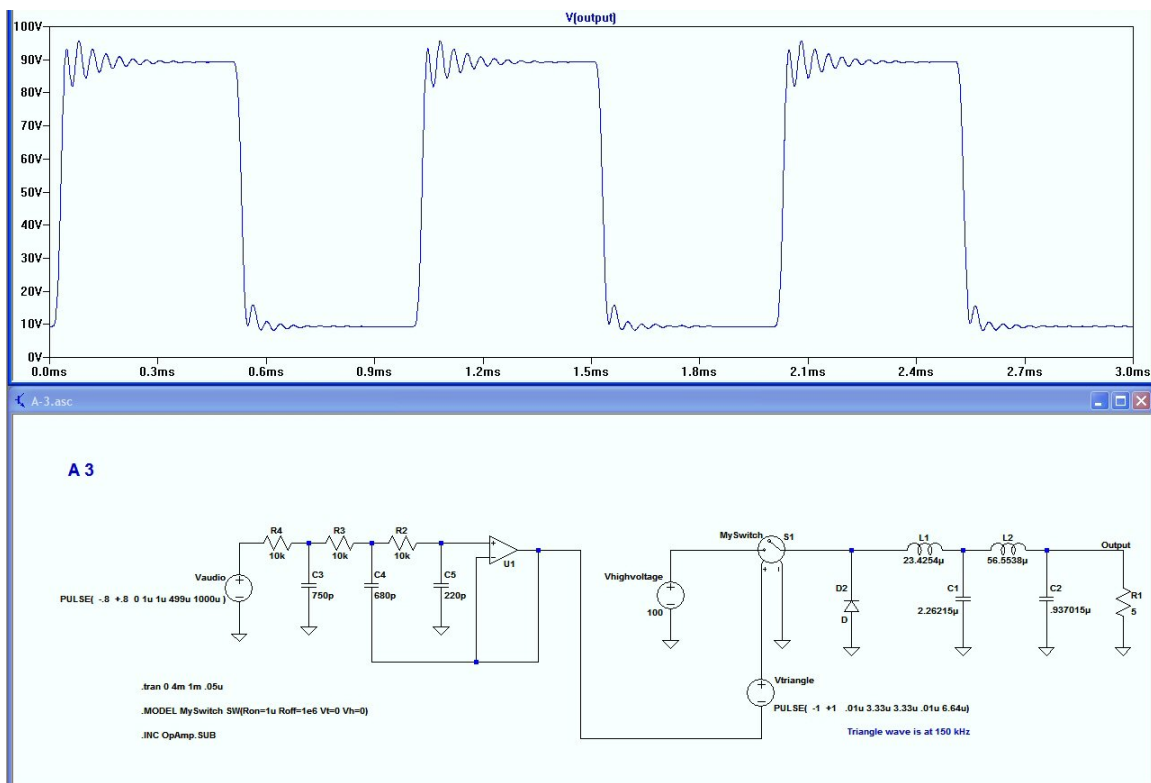 V(output)
100V
90V
80V
70V
60V
50V
40V
30V
20V
10V
0V
0.0ms 0.3ms 0.6ms 0.9ms 1.2ms 1.5ms 1.8ms 2.1ms 2.4ms 2.7ms 3.0ms
A-3.asc
A 3
R4
10k
R3
10k
R2
10k
U1
C3
750p
C4
680p
C5
220p
Vaudio
PULSE( -.8 +.8 0 1u 1u 499u 1000u )
MySwitch
S1
Vhighvoltage
100
D2
D
L1
23.4254µ
L2
56.5538µ
Output
C1
2.26215µ
C2
.937015µ
R1
5
Vtriangle
PULSE( -1 +1 .01u 3.33u 3.33u .01u 6.64u)
Triangle wave is at 150 kHz
.tran 0 4m 1m .05u
.MODEL MySwitch SW(Ron=1u Roff=1e6 Vt=0 Vh=0)
.INC OpAmp.SUB